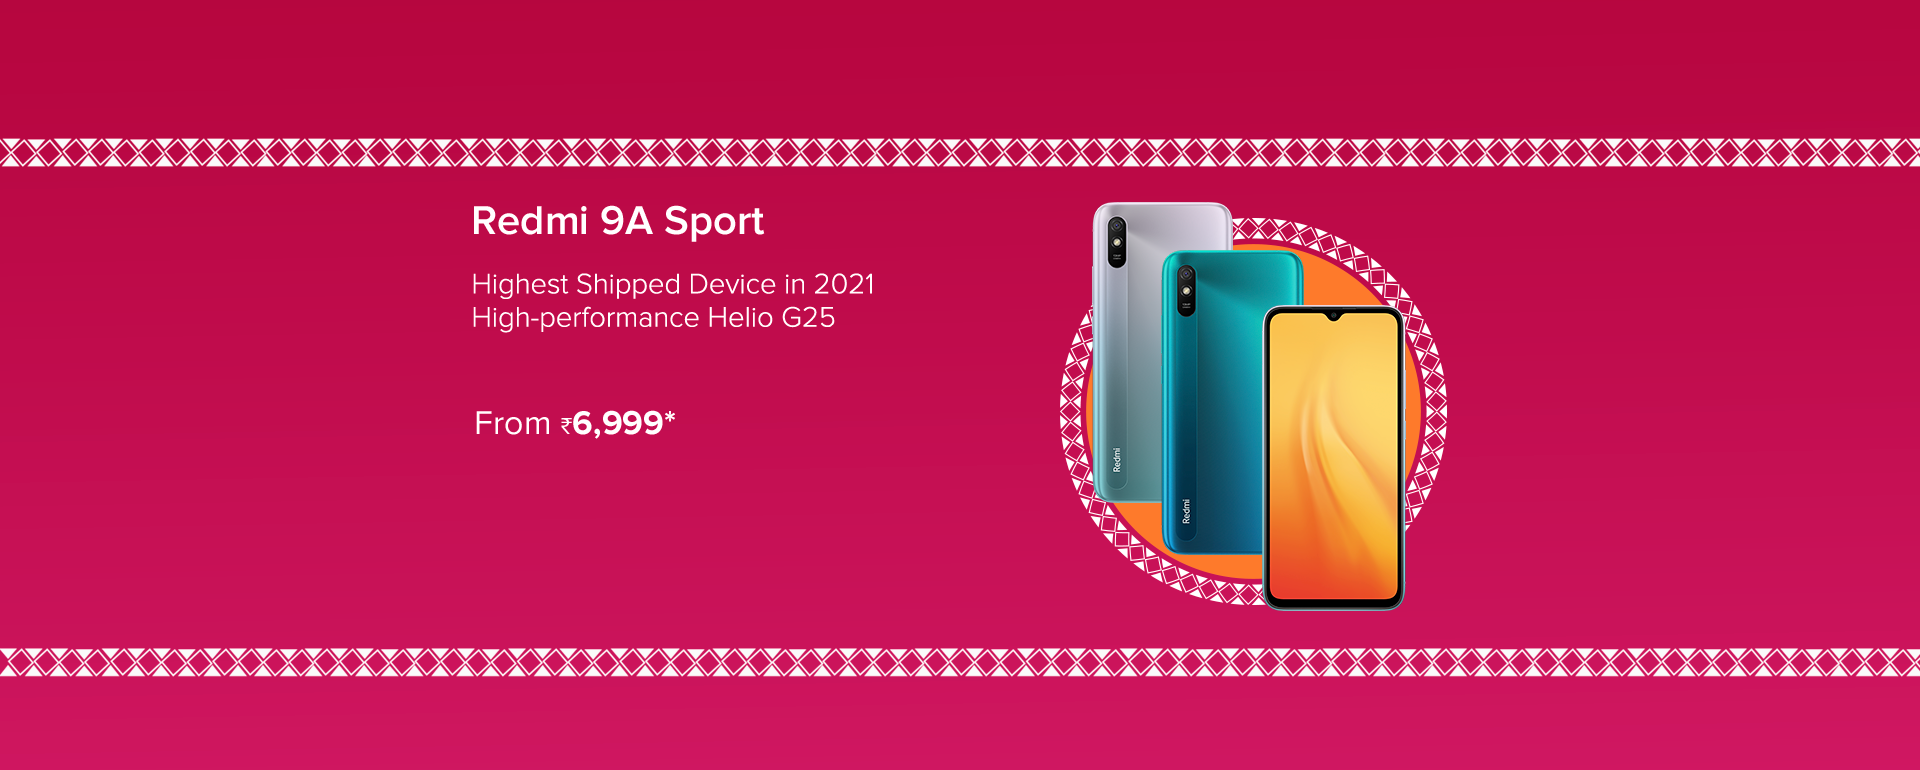 Redmi 9A Sport
Highest Shipped Device in 2021
High-performance Helio G25
From ₹6,999*
Redmi
Redmi